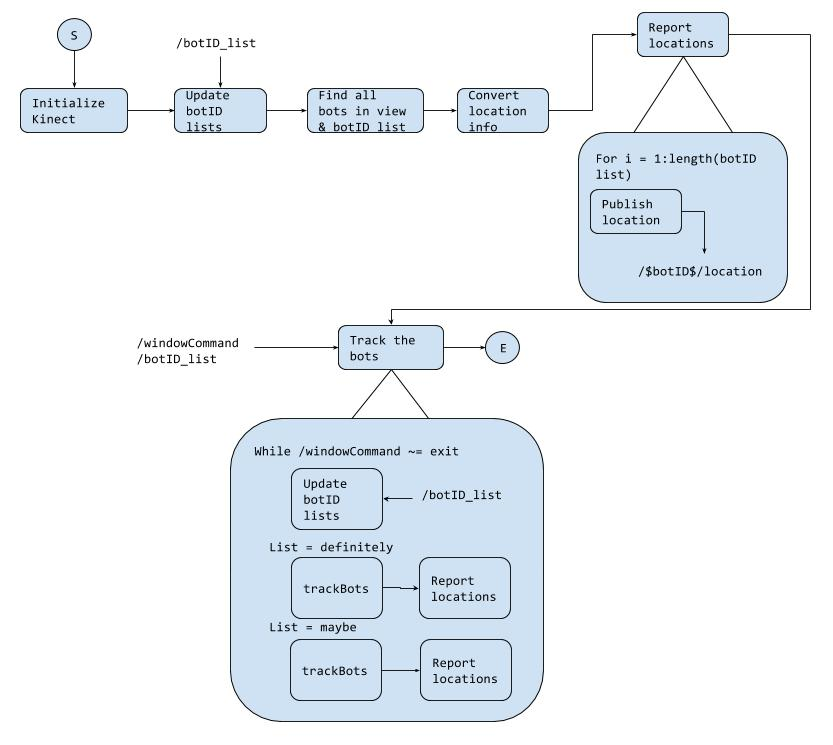 S
/botID_list
Initialize
Kinect
Update
botID
lists
Find all
bots in view
& botID list
Convert
location
info
Report
locations
For i = 1:length(botID
list)
Publish
location
/$botID$/location
/windowCommand
/botID_list
Track the
bots
E
While /windowCommand ~= exit
Update
botID
lists
/botID_list
List = definitely
trackBots
Report
locations
List = maybe
trackBots
Report
locations